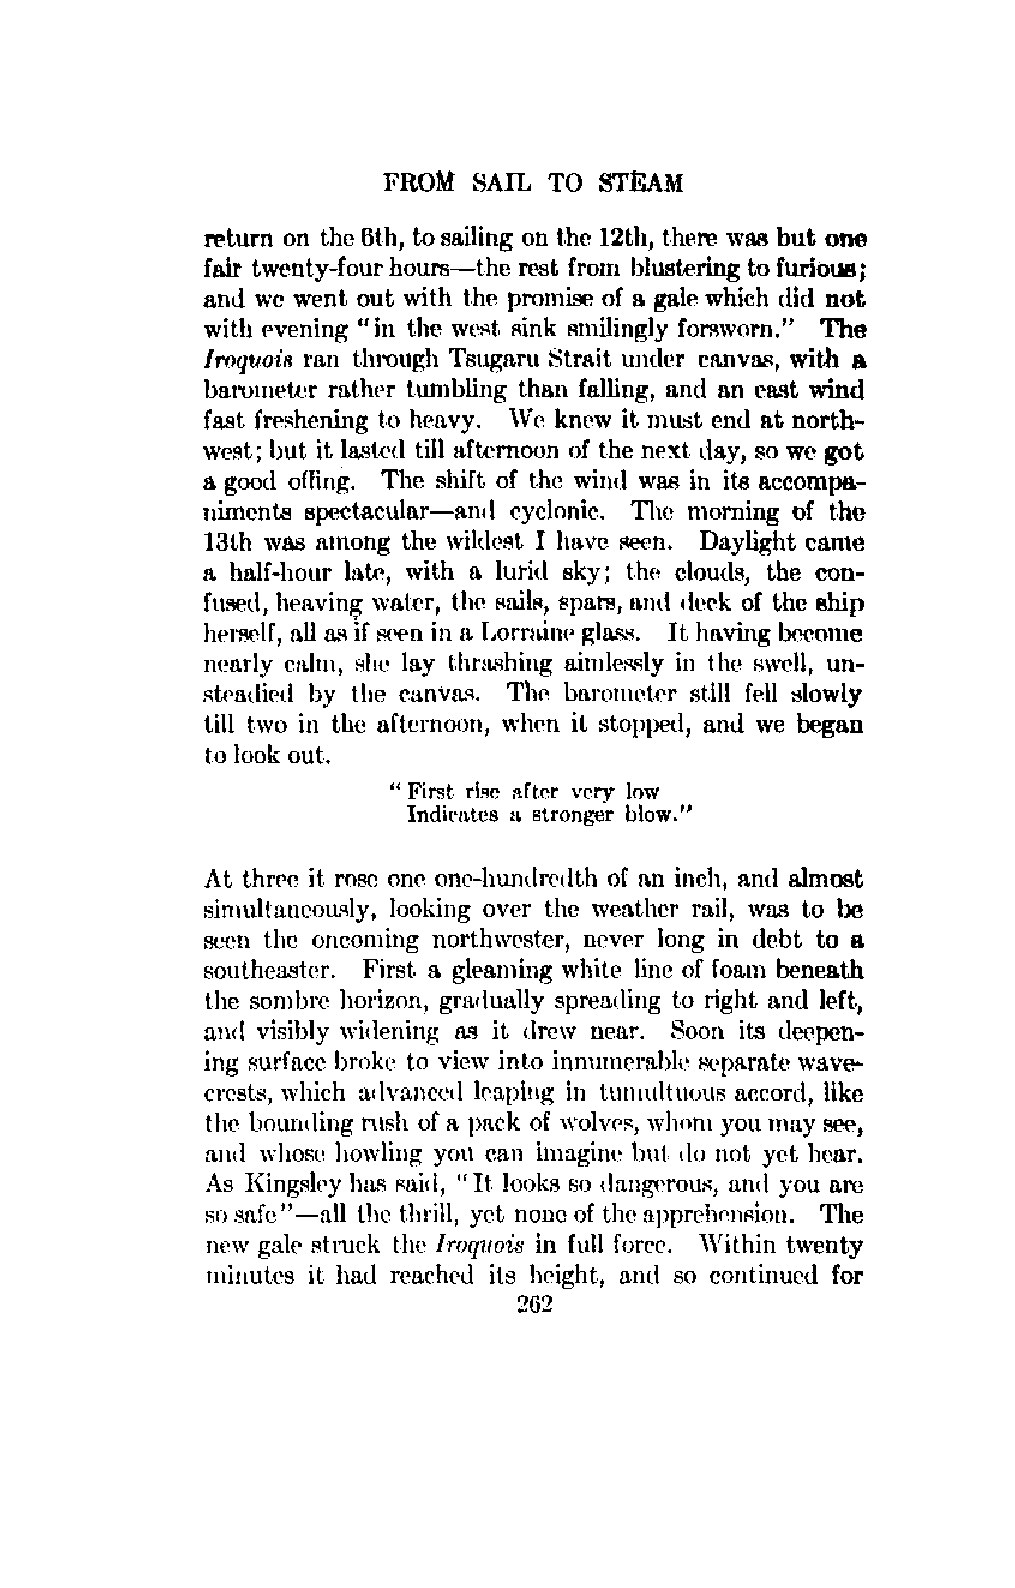 FROM SAIL TO STEAM
return on the 6th, to sailing on the 12th, there was but one
fair twenty-four hours—the rest from blustering to furious;
and we went out with the promise of a gale which did not
with evening "in the west sink smilingly forsworn." The
Iroquois ran through Tsugaru Strait under canvas, with a
barometer rather tumbling than falling, and an east wind
fast freshening to heavy. We knew it must end at north-
west; but it lasted till afternoon of the next day, so we got
a good offing. The shift of the wind was in its accompa-
niments spectacular—and cyclonic. The morning of the
13th was among the wildest I have seen. Daylight came
a half-hour late, with a lurid sky; the clouds, the con-
fused, heaving water, the sails, spars, and deck of the ship
herself, all as if seen in a Lorraine glass. It having become
nearly calm, she lay thrashing aimlessly in the swell, un-
steadied by the canvas. The barometer still fell slowly
till two in the afternoon, when it stopped, and we began
to look out.
"First rise after very low
Indicates a stronger blow."
At three it rose one one-hundredth of an inch, and almost
simultaneously, looking over the weather rail, was to be
seen the oncoming northwester, never long in debt to a
southeaster. First a gleaming white line of foam beneath
the sombre horizon, gradually spreading to right and left,
and visibly widening as it drew near. Soon its deepen-
ing surface broke to view into innumerable separate wave-
crests, which advanced leaping in tumultuous accord, like
the bounding rush of a pack of wolves, whom you may see,
and whose howling you can imagine but do not yet hear.
As Kingsley has said, "It looks so dangerous, and you are
so safe"—all the thrill, yet none of the apprehension. The
new gale struck the Iroquois in full force. Within twenty
minutes it had reached its height, and so continued for
262